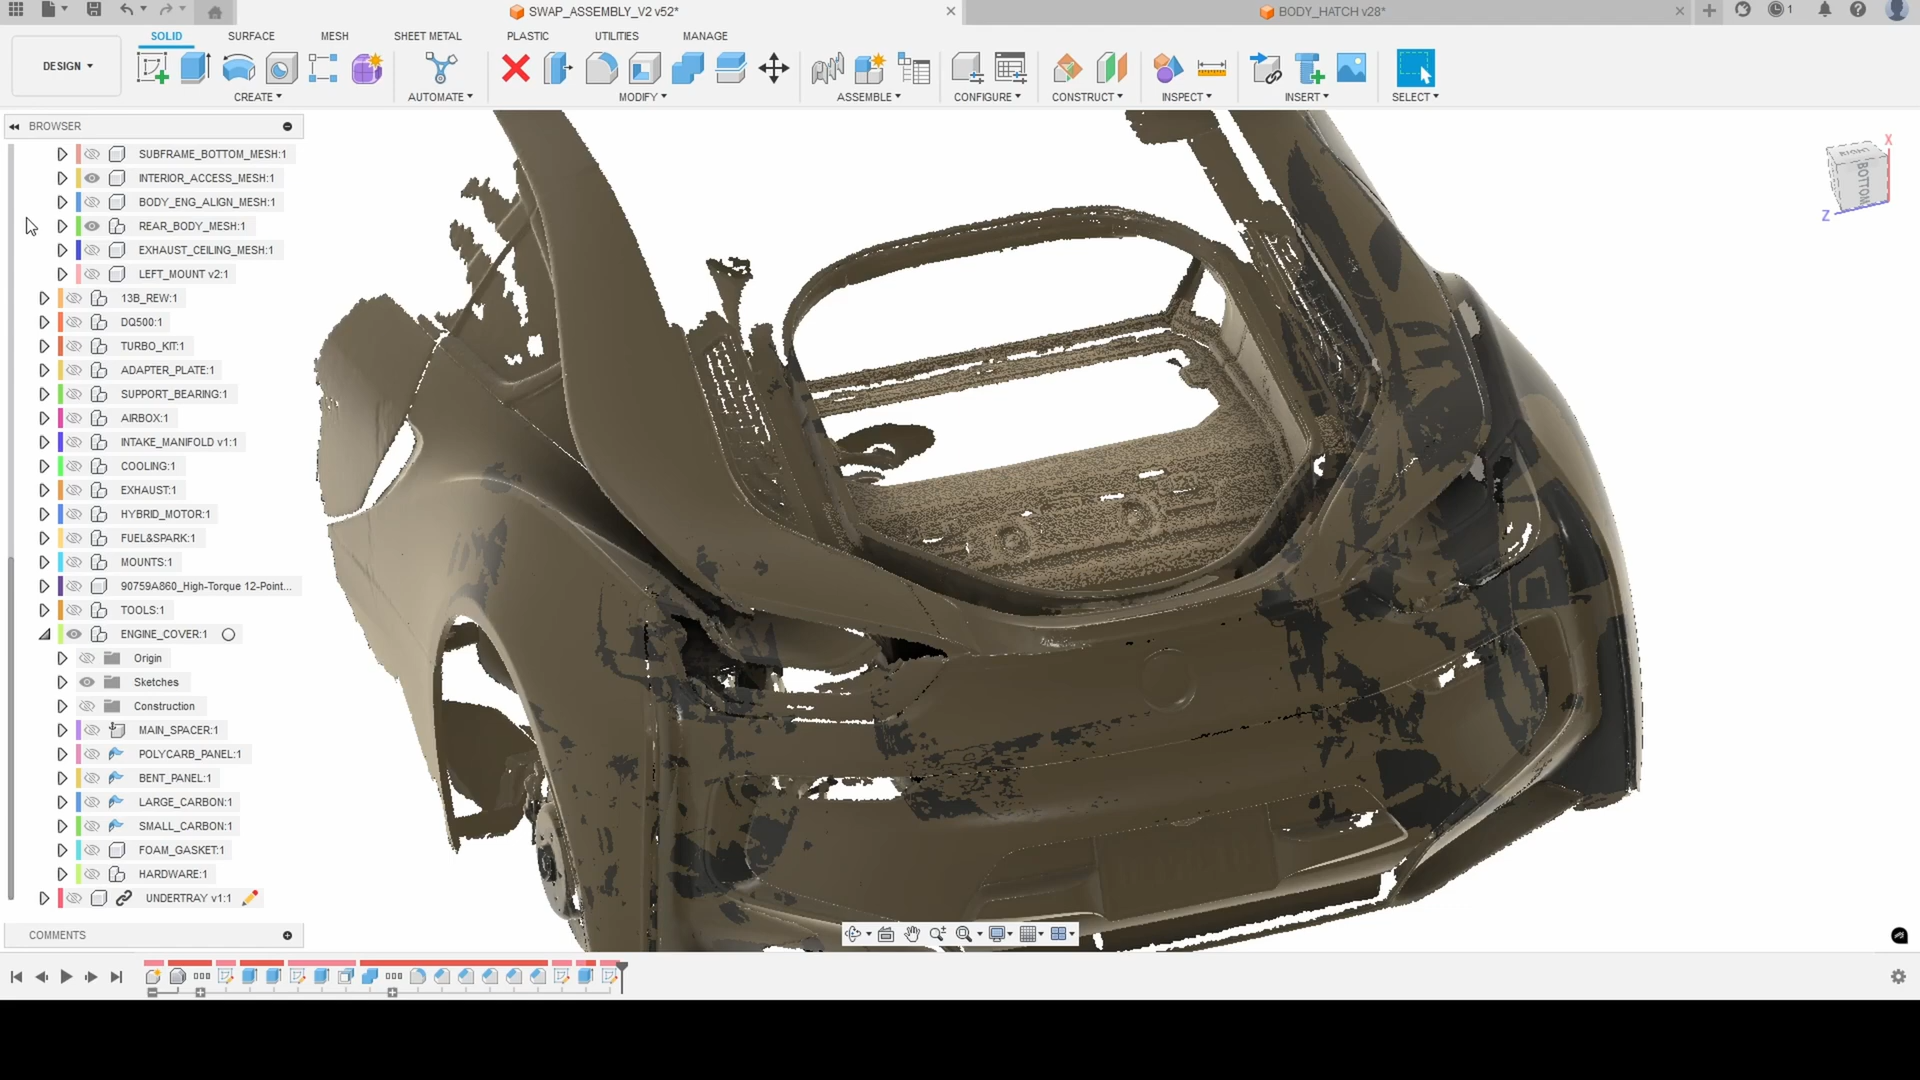 SWAP_ASSEMBLY_V2 v52*
BODY_HATCH v28*
1
DESIGN
SOLID
SURFACE
MESH
SHEET METAL
PLASTIC
UTILITIES
MANAGE
CREATE
AUTOMATE
MODIFY
ASSEMBLE
CONFIGURE
CONSTRUCT
INSPECT
INSERT
SELECT
BROWSER
SUBFRAME_BOTTOM_MESH:1
INTERIOR_ACCESS_MESH:1
BODY_ENG_ALIGN_MESH:1
REAR_BODY_MESH:1
EXHAUST_CEILING_MESH:1
LEFT_MOUNT v2:1
13B_REW:1
DQ500:1
TURBO_KIT:1
ADAPTER_PLATE:1
SUPPORT_BEARING:1
AIRBOX:1
INTAKE_MANIFOLD v1:1
COOLING:1
EXHAUST:1
HYBRID_MOTOR:1
FUEL&SPARK:1
MOUNTS:1
90759A860_High-Torque 12-Point...
TOOLS:1
ENGINE_COVER:1
Origin
Sketches
Construction
MAIN_SPACER:1
POLYCARB_PANEL:1
BENT_PANEL:1
LARGE_CARBON:1
SMALL_CARBON:1
FOAM_GASKET:1
HARDWARE:1
UNDERTRAY v1:1
COMMENTS
X
BOTTOM
Z